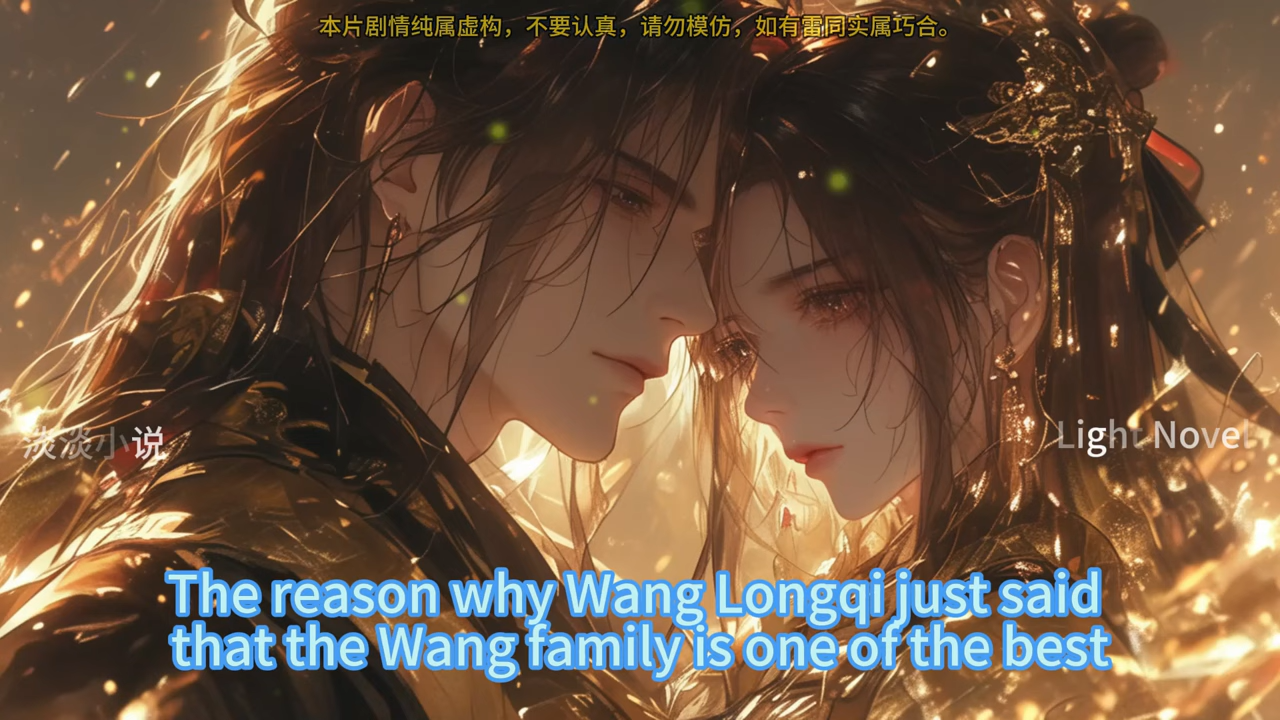 本片剧情纯属虚构，不要认真，请勿模仿，如有雷同实属巧合。
淡淡小说
Light Novel
The reason why Wang Longqi just said
that the Wang family is one of the best